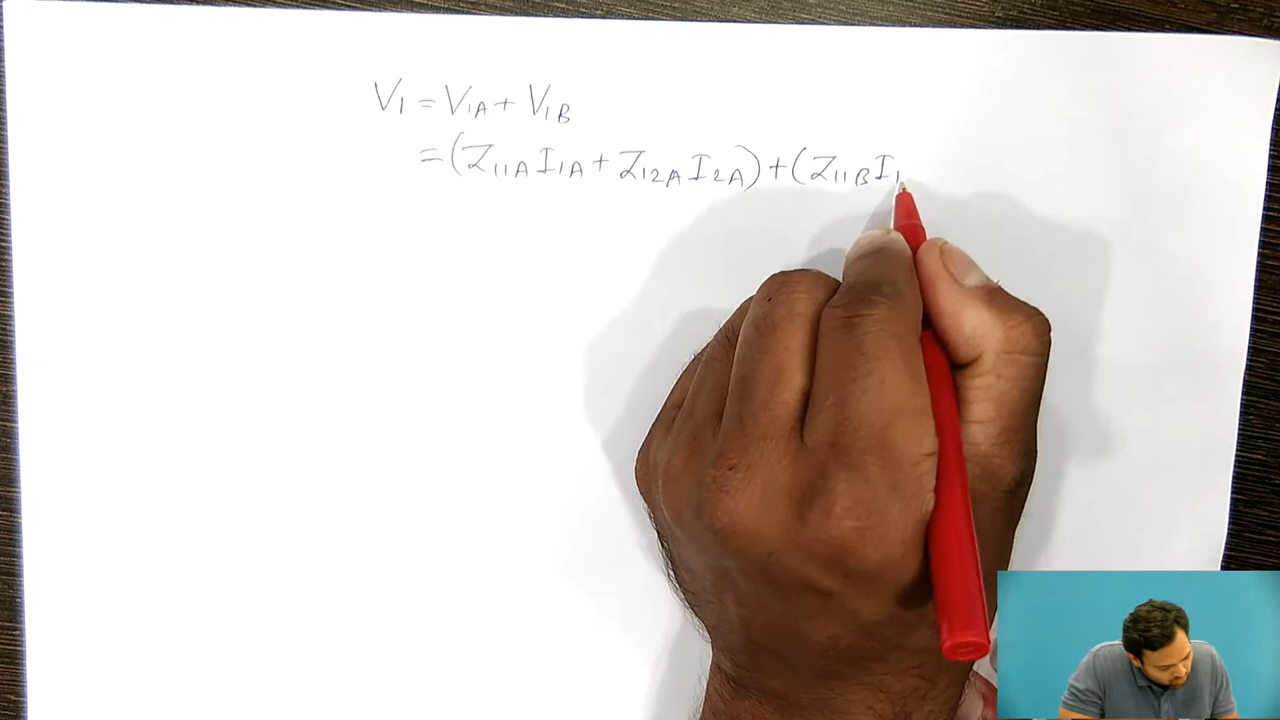 V1 = V1A + V1B
= (Z11A I1A + Z12A I2A) + (Z11B I1